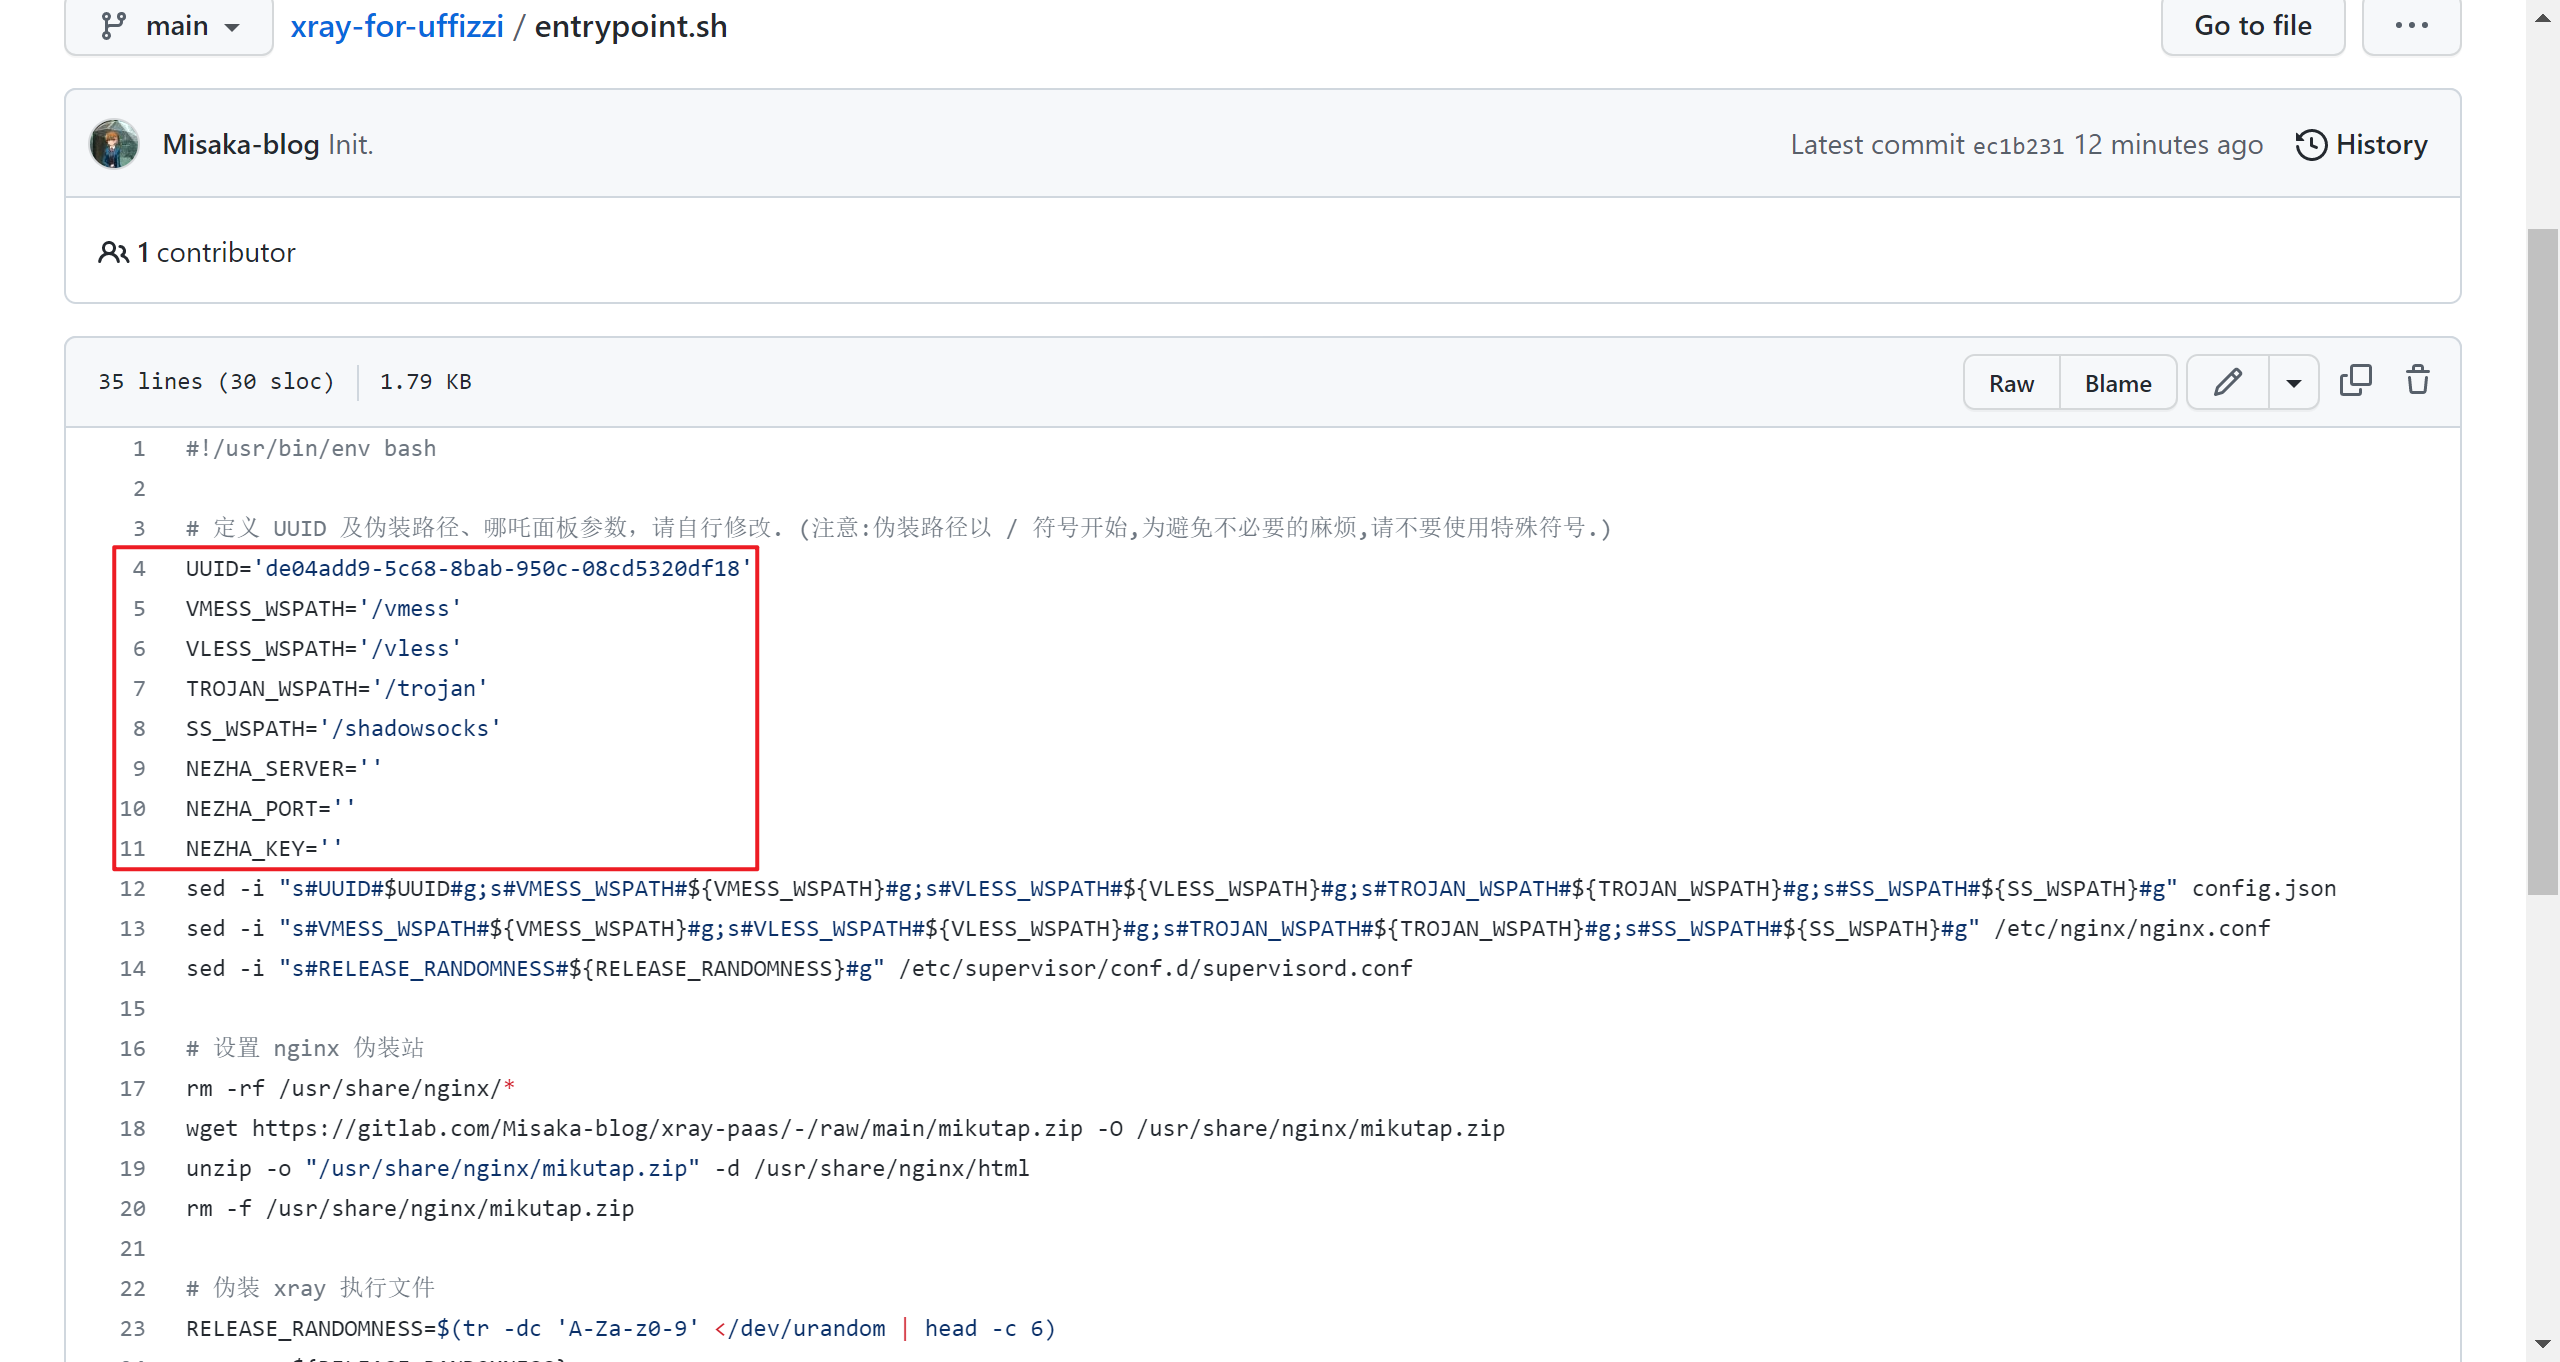 main
xray-for-uffizzi / entrypoint.sh
Go to file
Misaka-blog Init.
Latest commit ec1b231 12 minutes ago
History
1 contributor
35 lines (30 sloc)
1.79 KB
Raw
Blame
1 #!/usr/bin/env bash
2
3 # 定义 UUID 及伪装路径、哪吒面板参数，请自行修改. (注意:伪装路径以 / 符号开始,为避免不必要的麻烦,请不要使用特殊符号.)
4 UUID='de04add9-5c68-8bab-950c-08cd5320df18'
5 VMESS_WSPATH='/vmess'
6 VLESS_WSPATH='/vless'
7 TROJAN_WSPATH='/trojan'
8 SS_WSPATH='/shadowsocks'
9 NEZHA_SERVER=''
10 NEZHA_PORT=''
11 NEZHA_KEY=''
12 sed -i "s#UUID#$UUID#g;s#VMESS_WSPATH#${VMESS_WSPATH}#g;s#VLESS_WSPATH#${VLESS_WSPATH}#g;s#TROJAN_WSPATH#${TROJAN_WSPATH}#g;s#SS_WSPATH#${SS_WSPATH}#g" config.json
13 sed -i "s#VMESS_WSPATH#${VMESS_WSPATH}#g;s#VLESS_WSPATH#${VLESS_WSPATH}#g;s#TROJAN_WSPATH#${TROJAN_WSPATH}#g;s#SS_WSPATH#${SS_WSPATH}#g" /etc/nginx/nginx.conf
14 sed -i "s#RELEASE_RANDOMNESS#${RELEASE_RANDOMNESS}#g" /etc/supervisor/conf.d/supervisord.conf
15
16 # 设置 nginx 伪装站
17 rm -rf /usr/share/nginx/*
18 wget https://gitlab.com/Misaka-blog/xray-paas/-/raw/main/mikutap.zip -O /usr/share/nginx/mikutap.zip
19 unzip -o "/usr/share/nginx/mikutap.zip" -d /usr/share/nginx/html
20 rm -f /usr/share/nginx/mikutap.zip
21
22 # 伪装 xray 执行文件
23 RELEASE_RANDOMNESS=$(tr -dc 'A-Za-z0-9' </dev/urandom | head -c 6)